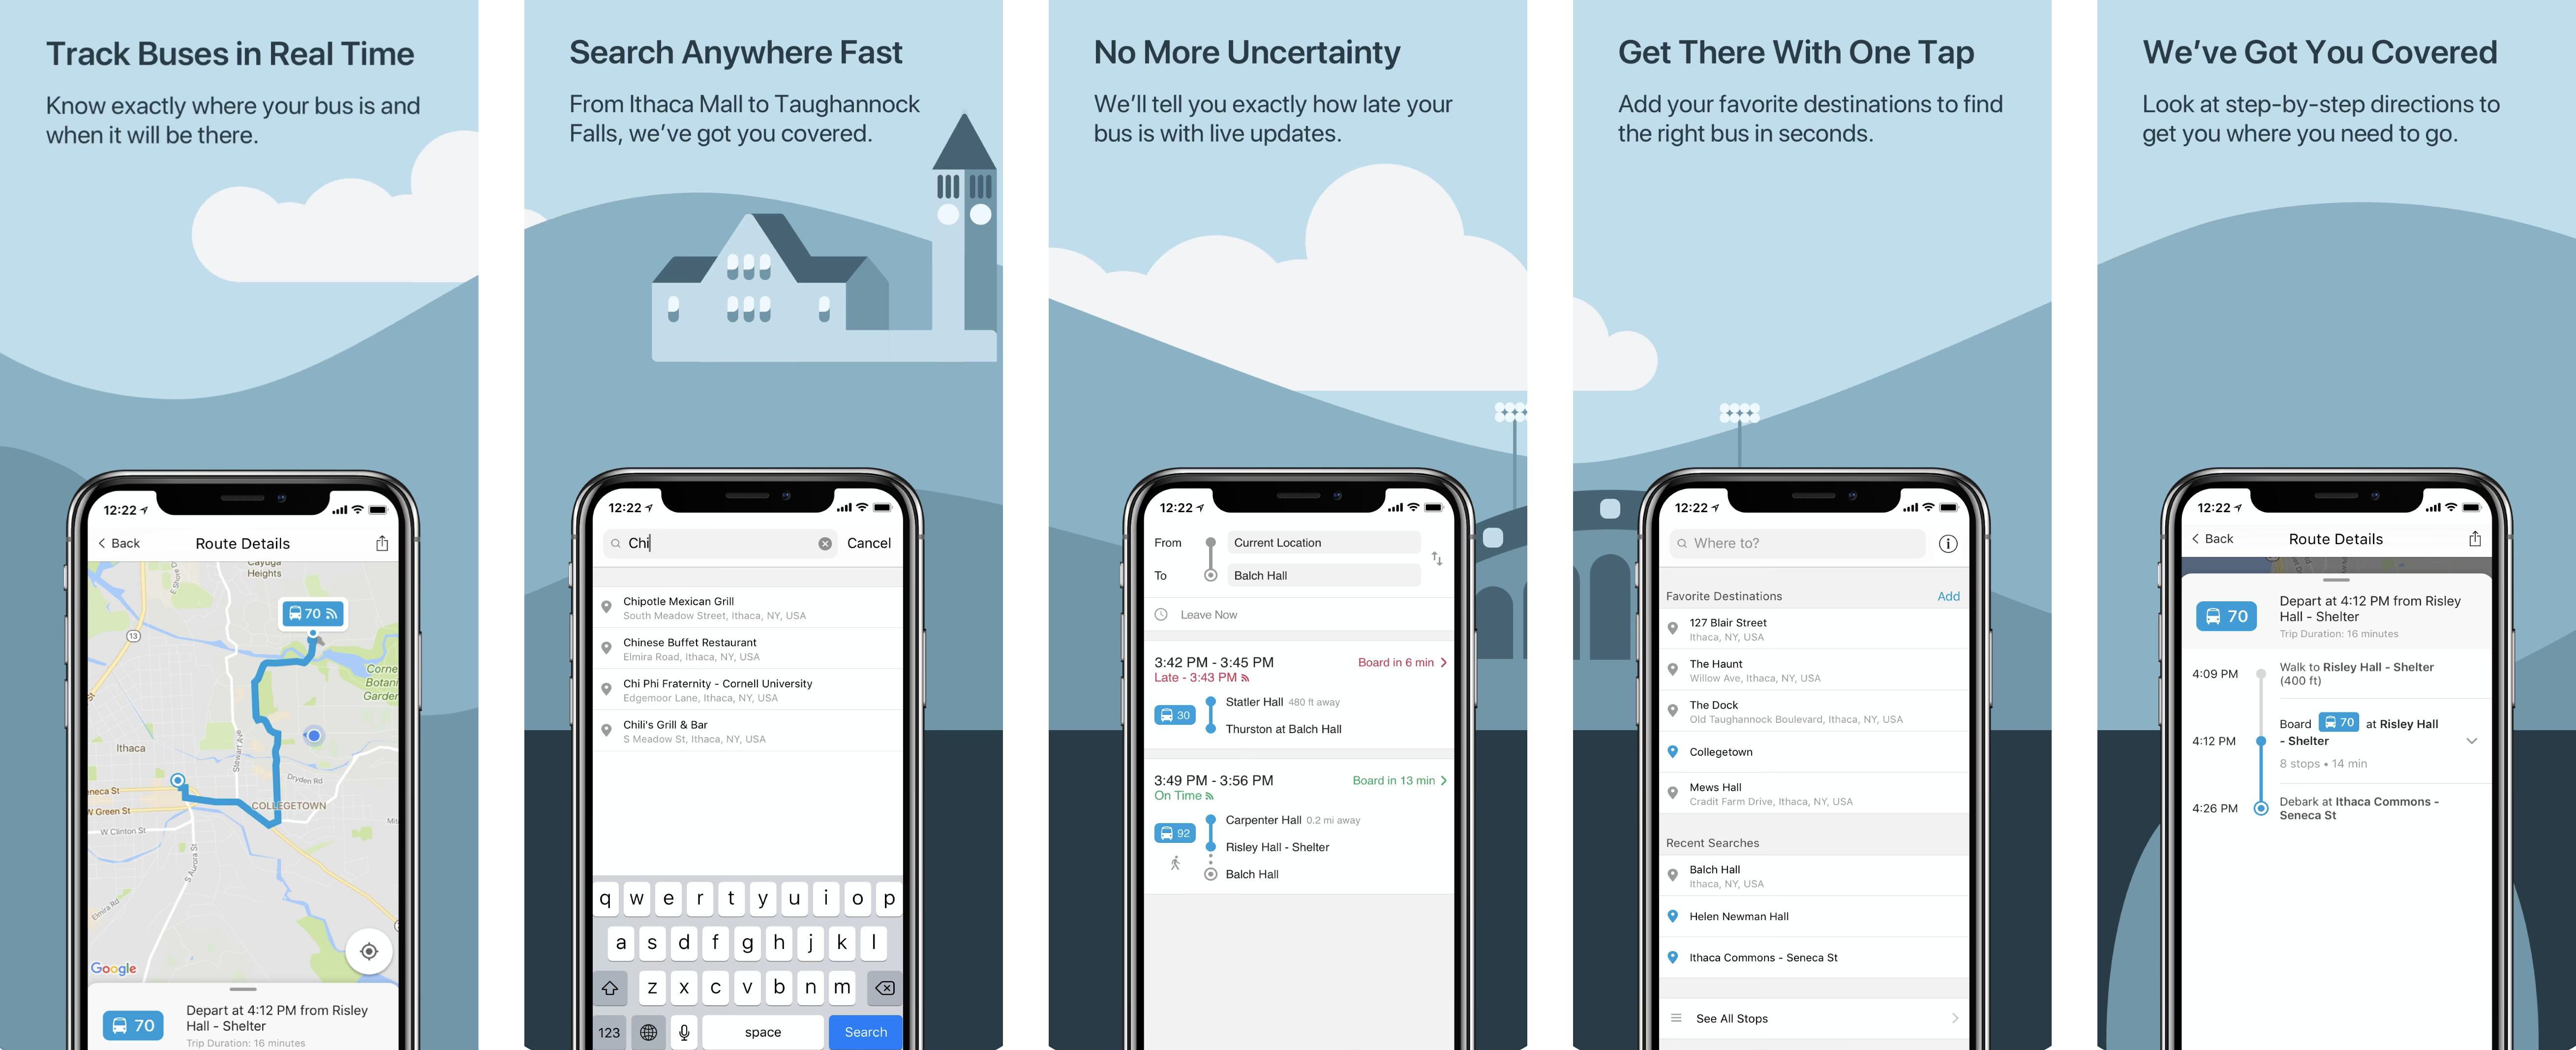 Track Buses in Real Time
Know exactly where your bus is and
when it will be there.
12:22
Back
Route Details
Cayuga
Heights
70
13
Corne
Botani
Garden
Ithaca
Stewart Ave
Dryden Rd
eneca St
COLLEGETOWN
W Green St
W Clinton St
S Aurora St
Elmira Rd
Google
70
Depart at 4:12 PM from Risley
Hall - Shelter
Trip Duration: 16 minutes
Search Anywhere Fast
From Ithaca Mall to Taughannock
Falls, we’ve got you covered.
12:22
Chi
Cancel
Chipotle Mexican Grill
South Meadow Street, Ithaca, NY, USA
Chinese Buffet Restaurant
Elmira Road, Ithaca, NY, USA
Chi Phi Fraternity - Cornell University
Edgemoor Lane, Ithaca, NY, USA
Chili's Grill & Bar
S Meadow St, Ithaca, NY, USA
q w e r t y u i o p
a s d f g h j k l
z x c v b n m
123 space Search
No More Uncertainty
We’ll tell you exactly how late your
bus is with live updates.
12:22
From Current Location
To Balch Hall
Leave Now
3:42 PM - 3:45 PM Board in 6 min
Late - 3:43 PM
Statler Hall 480 ft away
30
Thurston at Balch Hall
3:49 PM - 3:56 PM Board in 13 min
On Time
Carpenter Hall 0.2 mi away
92
Risley Hall - Shelter
Balch Hall
Get There With One Tap
Add your favorite destinations to find
the right bus in seconds.
12:22
Where to?
Favorite Destinations Add
127 Blair Street
Ithaca, NY, USA
The Haunt
Willow Ave, Ithaca, NY, USA
The Dock
Old Taughannock Boulevard, Ithaca, NY, USA
Collegetown
Mews Hall
Cradit Farm Drive, Ithaca, NY, USA
Recent Searches
Balch Hall
Ithaca, NY, USA
Helen Newman Hall
Ithaca Commons - Seneca St
See All Stops
We’ve Got You Covered
Look at step-by-step directions to
get you where you need to go.
12:22
Back
Route Details
70
Depart at 4:12 PM from Risley
Hall - Shelter
Trip Duration: 16 minutes
4:09 PM
Walk to Risley Hall - Shelter
(400 ft)
Board 70 at Risley Hall
4:12 PM - Shelter
8 stops • 14 min
4:26 PM
Debark at Ithaca Commons -
Seneca St